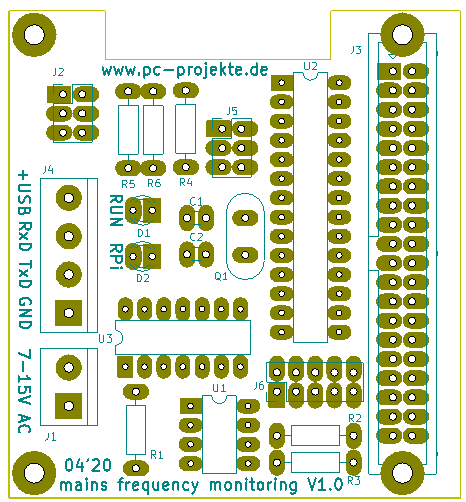 www.pc-projekte.de
J2
U2
J3
J5
J4
R5
R6
R4
+USB RxD TxD GND
RUN
C1
D1
RPi
C2
D2
Q1
U3
7-15V AC
U1
J6
J1
R1
R2
R3
04'20
mains frequency monitoring V1.0